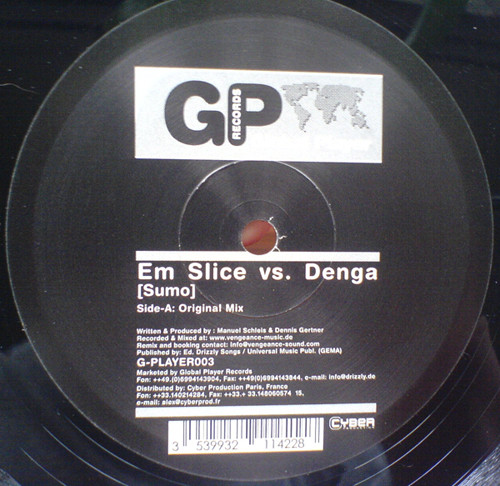 GP
RECORDS
Em Slice vs. Denga
[Sumo]
Side-A: Original Mix
Written & Produced by : Manuel Schleis & Dennis Gertner
Recorded & Mixed at: www.vengeance-music.de
Remix and booking contact: info@vengeance-sound.com
Published by: Ed. Drizzly Songs / Universal Music Publ. (GEMA)
G-PLAYER003
Marketed by Global Player Records
Fon: ++49.(0)6994143904, Fax: ++49(0)6994143944, e-mail: info@drizzly.de
Distributed by: Cyber Production Paris, France
Fon: ++33.140214284, Fax: ++33.+ 33.148060574 15,
e-mail: alex@cyberprod.fr
CYBER
3 539932 114228